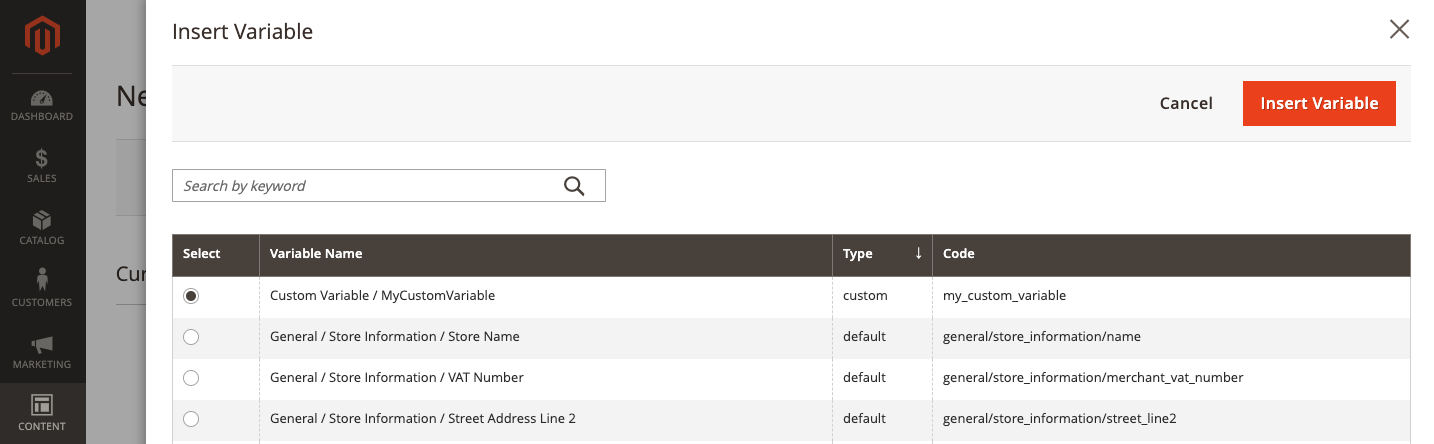 Insert Variable
Cancel
Insert Variable
Search by keyword
Select Variable Name Type ↓ Code
Custom Variable / MyCustomVariable custom my_custom_variable
General / Store Information / Store Name default general/store_information/name
General / Store Information / VAT Number default general/store_information/merchant_vat_number
General / Store Information / Street Address Line 2 default general/store_information/street_line2
DASHBOARD
SALES
CATALOG
CUSTOMERS
MARKETING
CONTENT
Ne
Cur